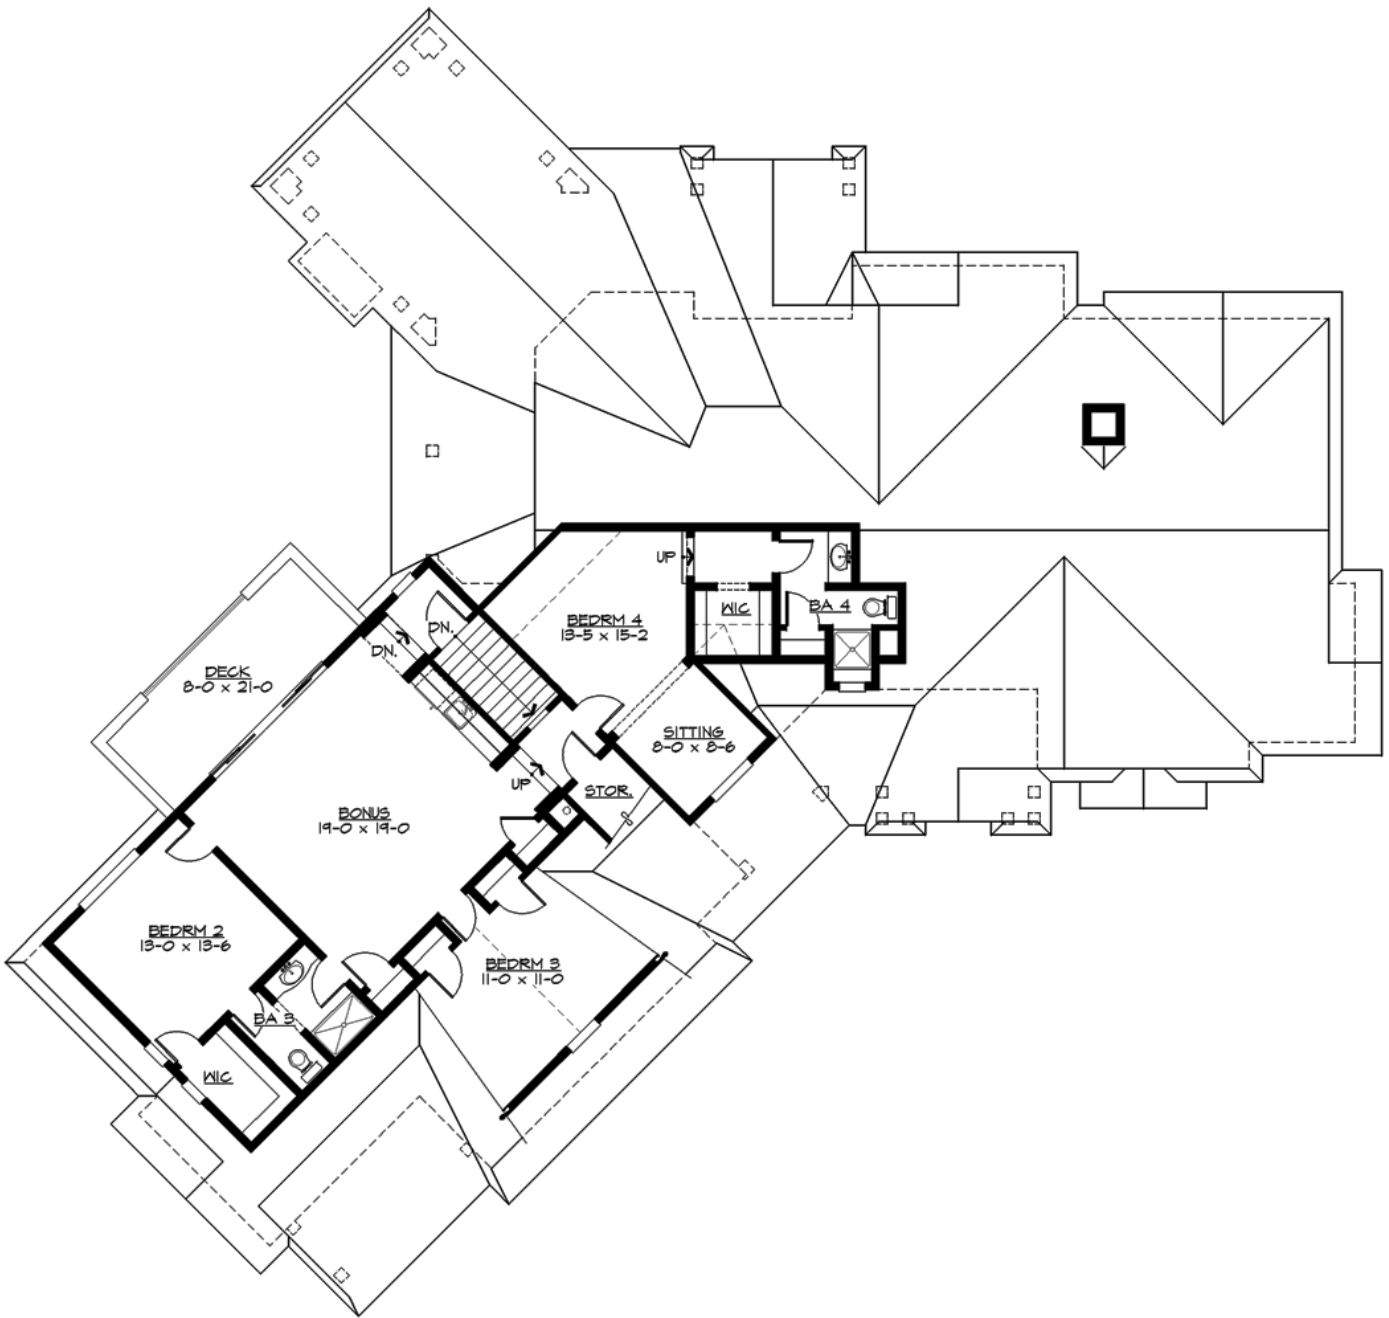 UP
WIC
BA 4
BEDRM 4
13-5 x 15-2
DN.
DN.
DECK
8-0 x 21-0
SITTING
8-0 x 8-6
UP
STOR.
BONUS
19-0 x 19-0
BEDRM 2
13-0 x 13-6
BEDRM 3
11-0 x 11-0
BA 3
WIC